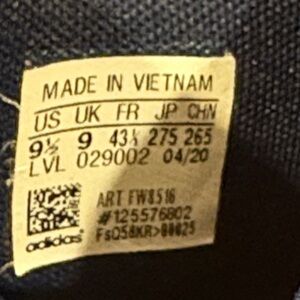 MADE IN VIETNAM
US UK FR JP CHN
9½ 9 43⅓ 275 265
LVL 029002 04/20
ART FW8516
#125576802
adidas FsQ58KR>00025